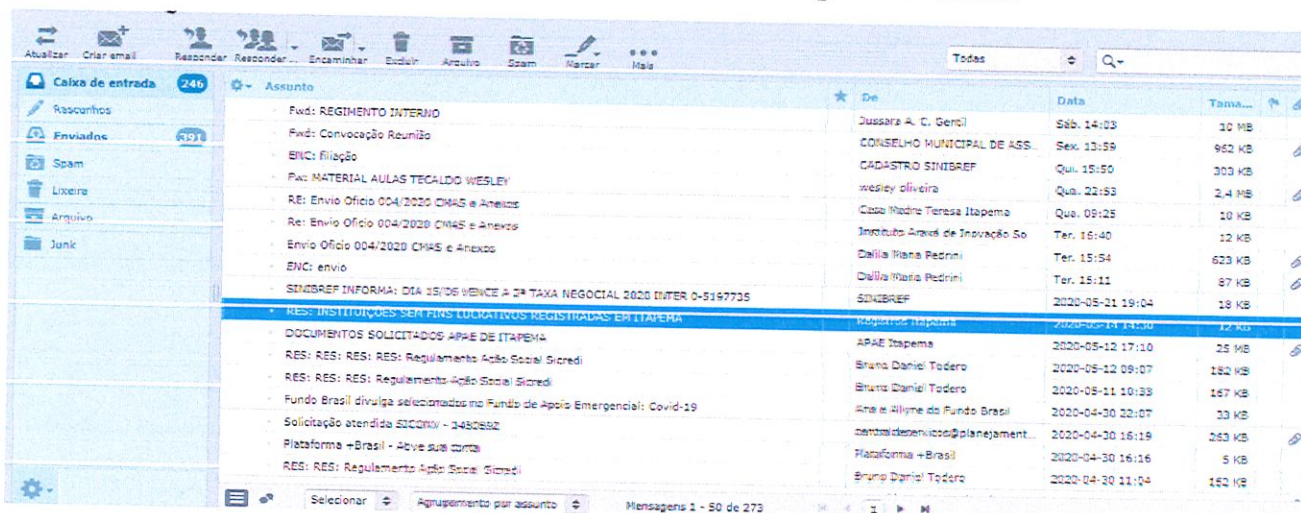 Atualizar Criar email Responder Responder ... Encaminhar Excluir Arquivo Spam Marcar Mais Todas
Caixa de entrada 246
Rascunhos
Enviados 391
Spam
Lixeira
Arquivo
Junk
Assunto De Data Tama...
Fwd: REGIMENTO INTERNO Jussara A. C. Gentil Sáb. 14:03 10 MB
Fwd: Convocação Reunião CONSELHO MUNICIPAL DE ASS... Sex. 13:59 962 KB
ENC: filiação CADASTRO SINIBREF Qui. 15:50 303 KB
Fw: MATERIAL AULAS TECALDO WESLEY wesley oliveira Qua. 22:53 2,4 MB
RE: Envio Oficio 004/2020 CMAS e Anexos Casa Madre Teresa Itapema Qua. 09:25 10 KB
Re: Envio Oficio 004/2020 CMAS e Anexos Instituto Araxá de Inovação So Ter. 16:40 12 KB
Envio Oficio 004/2020 CMAS e Anexos Dalila Maria Pedrini Ter. 15:54 623 KB
ENC: envio Dalila Maria Pedrini Ter. 15:11 87 KB
SINIBREF INFORMA: DIA 15/06 VENCE A 2ª TAXA NEGOCIAL 2020 INTER 0-5197735 SINIBREF 2020-05-21 19:04 18 KB
RES: INSTITUIÇÕES SEM FINS LUCRATIVOS REGISTRADAS EM ITAPEMA Registros Itapema 2020-05-14 14:30 12 KB
DOCUMENTOS SOLICITADOS APAE DE ITAPEMA APAE Itapema 2020-05-12 17:10 25 MB
RES: RES: RES: RES: Regulamento Ação Social Sicredi Bruno Daniel Todero 2020-05-12 09:07 182 KB
RES: RES: RES: Regulamento Ação Social Sicredi Bruno Daniel Todero 2020-05-11 10:33 167 KB
Fundo Brasil divulga selecionados no Fundo de Apoio Emergencial: Covid-19 Ana e Allyne do Fundo Brasil 2020-04-30 22:07 33 KB
Solicitação atendida SICONV - centraldeservicos@planejament... 2020-04-30 16:19 263 KB
Plataforma +Brasil - Ative sua conta Plataforma +Brasil 2020-04-30 16:16 5 KB
RES: RES: Regulamento Ação Social Sicredi Bruno Daniel Todero 2020-04-30 11:04 152 KB
Selecionar Agrupamento por assunto Mensagens 1 - 50 de 273 1